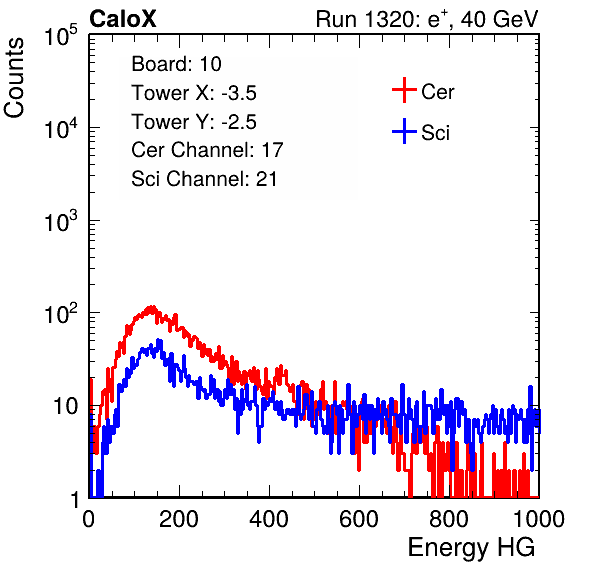 CaloX Run 1320: e⁺, 40 GeV
Counts
10⁵
10⁴
10³
10²
10
1
Board: 10
Tower X: -3.5
Tower Y: -2.5
Cer Channel: 17
Sci Channel: 21
Cer
Sci
0 200 400 600 800 1000
Energy HG